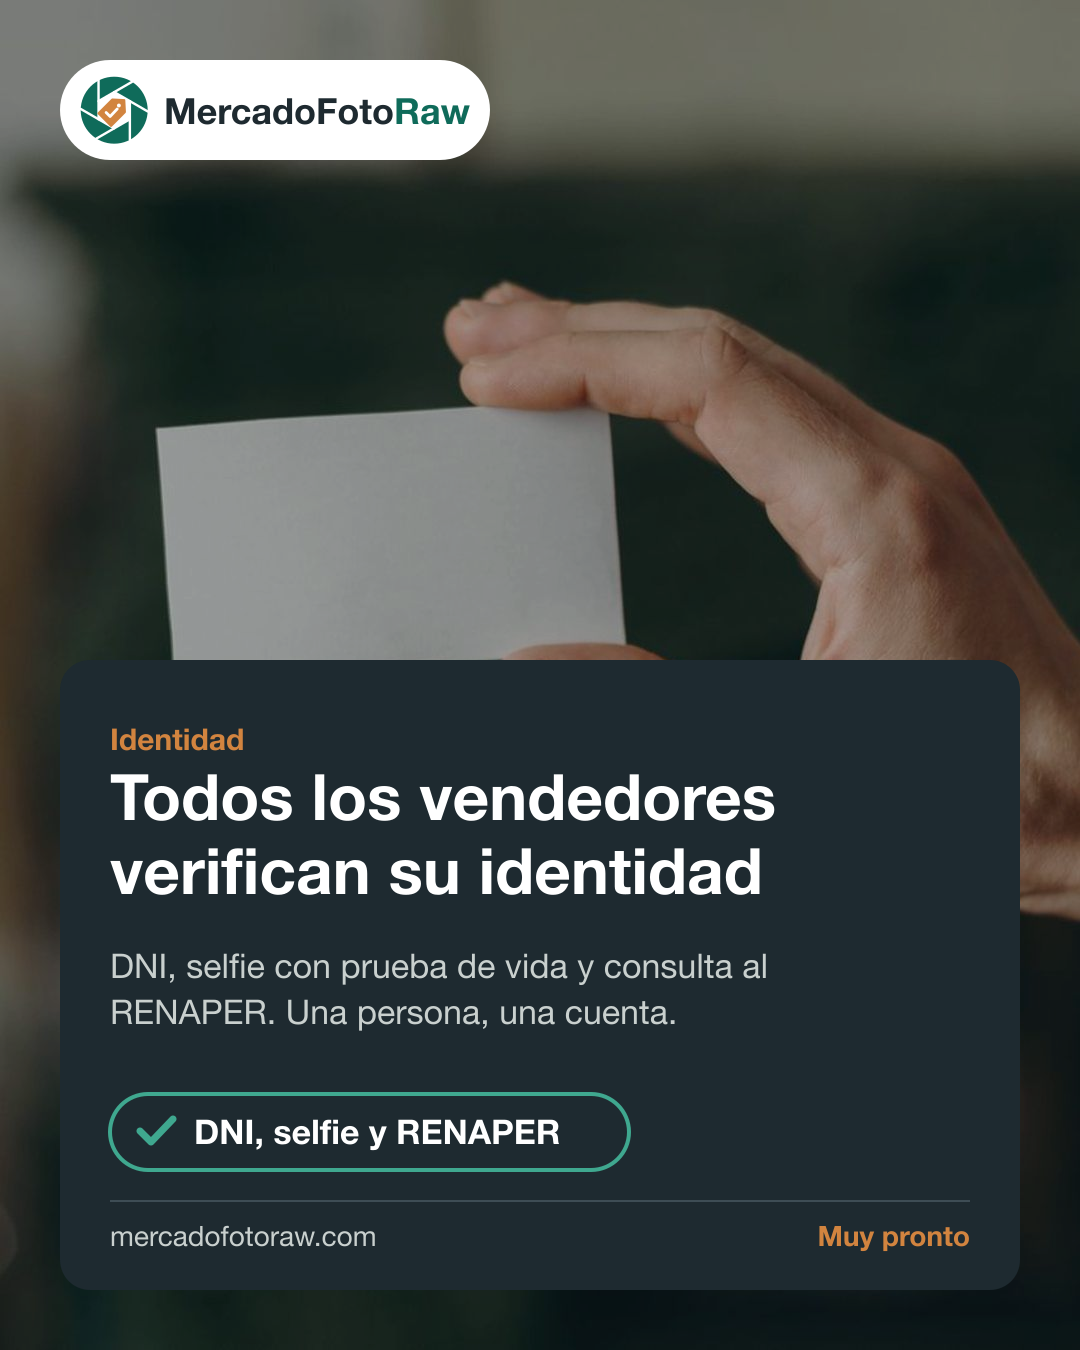 MercadoFotoRaw
Identidad
Todos los vendedores
verifican su identidad
DNI, selfie con prueba de vida y consulta al
RENAPER. Una persona, una cuenta.
DNI, selfie y RENAPER
mercadofotoraw.com
Muy pronto